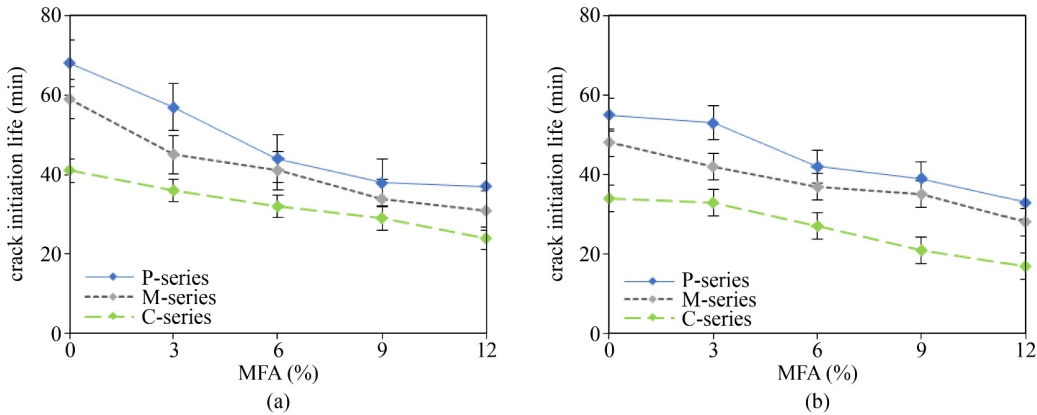 80
60
40
20
0
crack initiation life (min)
P-series
M-series
C-series
0 3 6 9 12
MFA (%)
(a)
80
60
40
20
0
crack initiation life (min)
P-series
M-series
C-series
0 3 6 9 12
MFA (%)
(b)